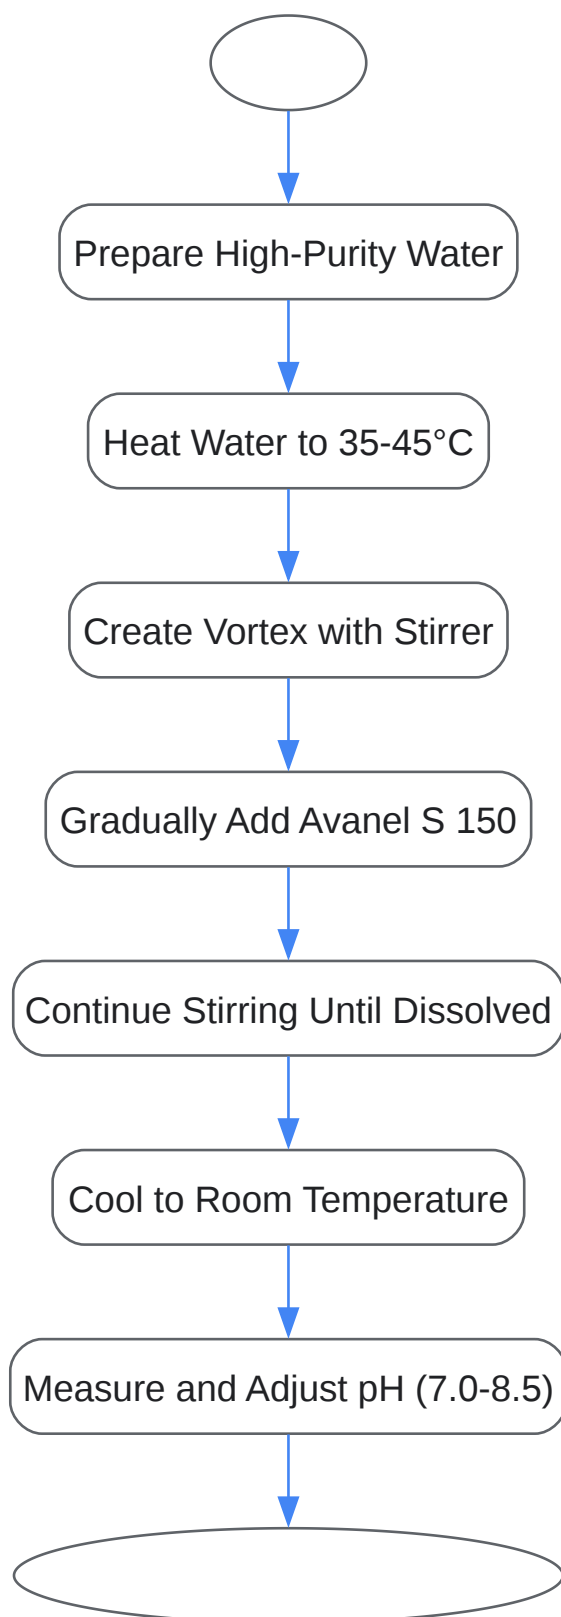 Prepare High-Purity Water
Heat Water to 35-45°C
Create Vortex with Stirrer
Gradually Add Avanel S 150
Continue Stirring Until Dissolved
Cool to Room Temperature
Measure and Adjust pH (7.0-8.5)